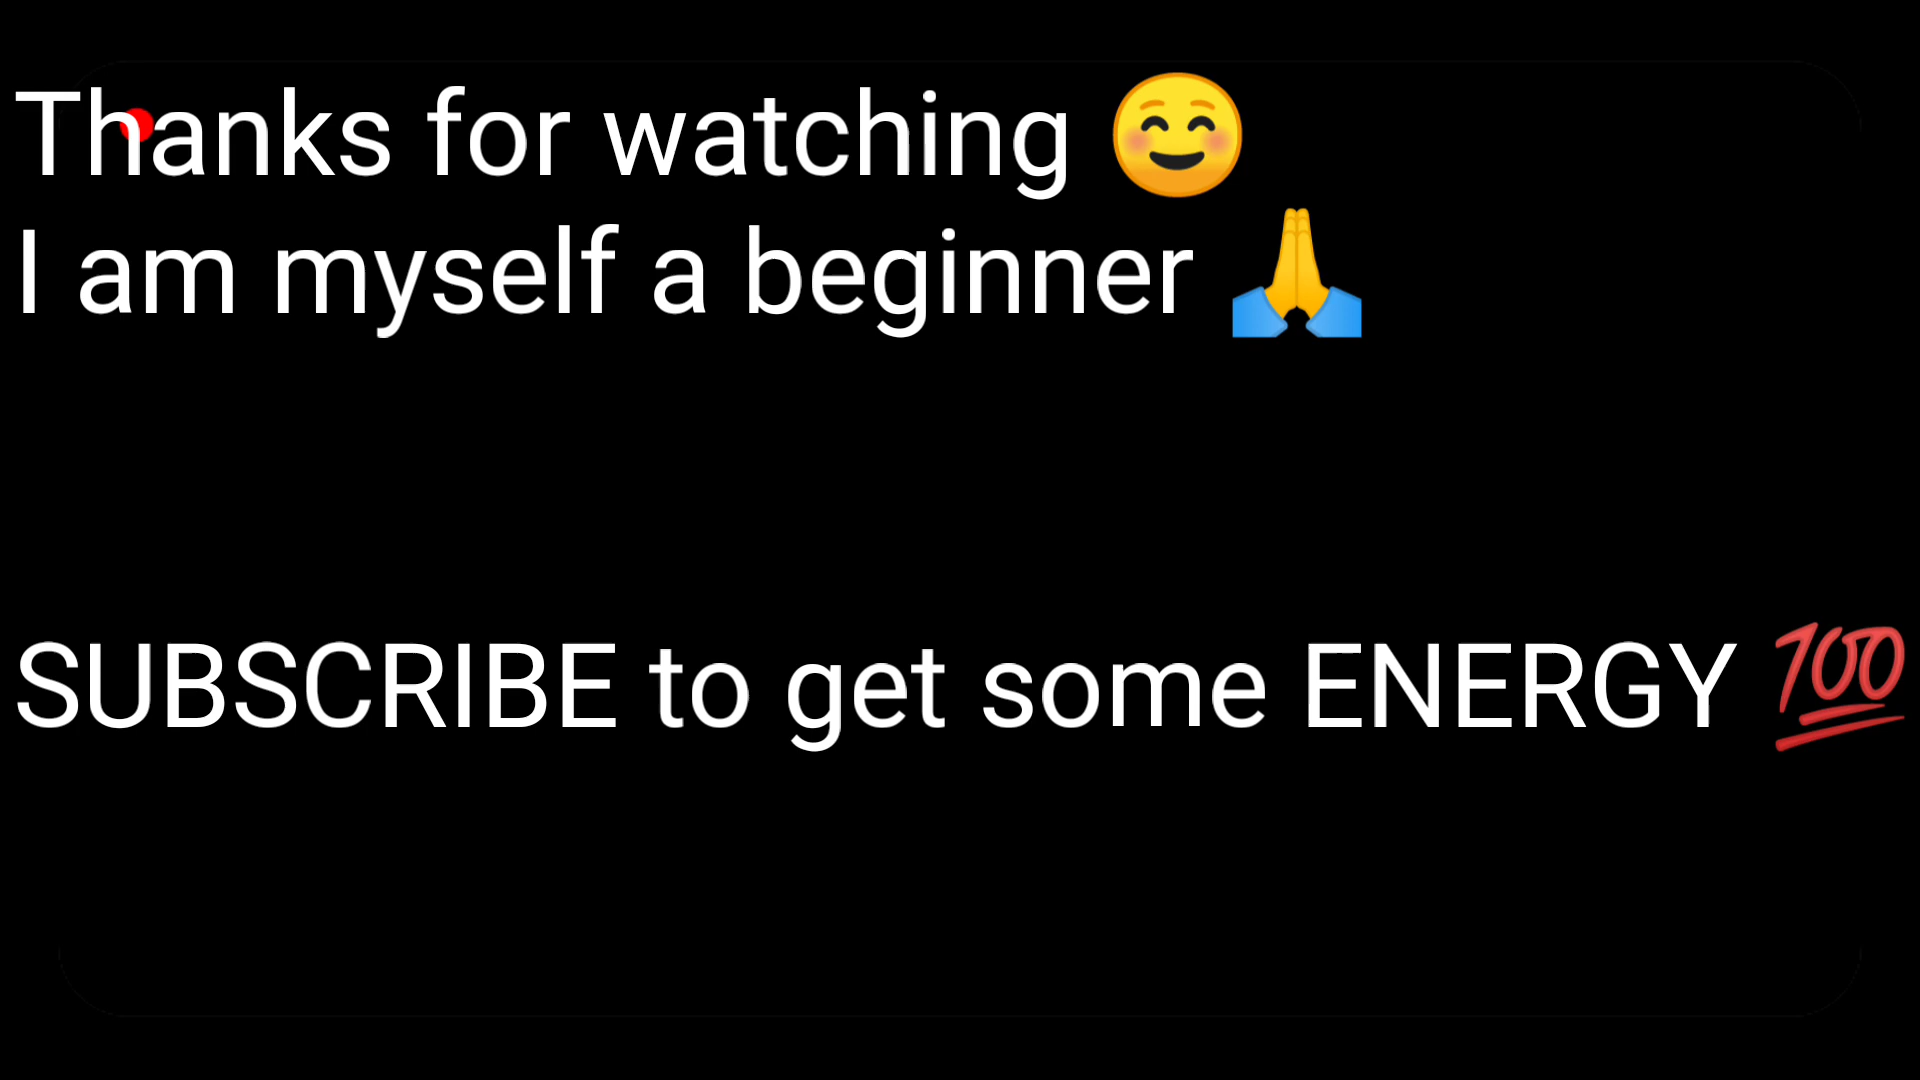 Thanks for watching ☺️
I am myself a beginner 🙏
SUBSCRIBE to get some ENERGY 💯